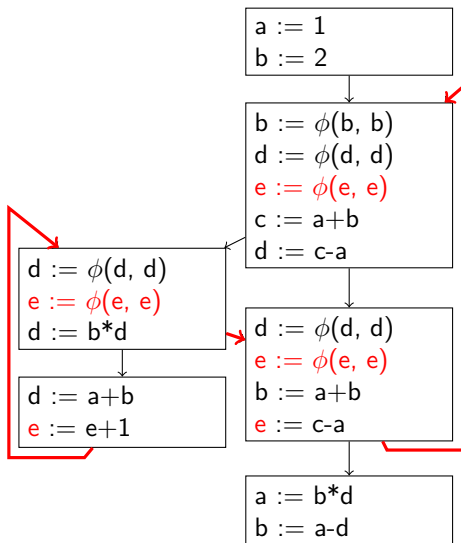 a := 1
b := 2
b := ϕ(b, b)
d := ϕ(d, d)
e := ϕ(e, e)
c := a+b
d := c-a
d := ϕ(d, d)
e := ϕ(e, e)
d := b*d
d := ϕ(d, d)
e := ϕ(e, e)
b := a+b
e := c-a
d := a+b
e := e+1
a := b*d
b := a-d